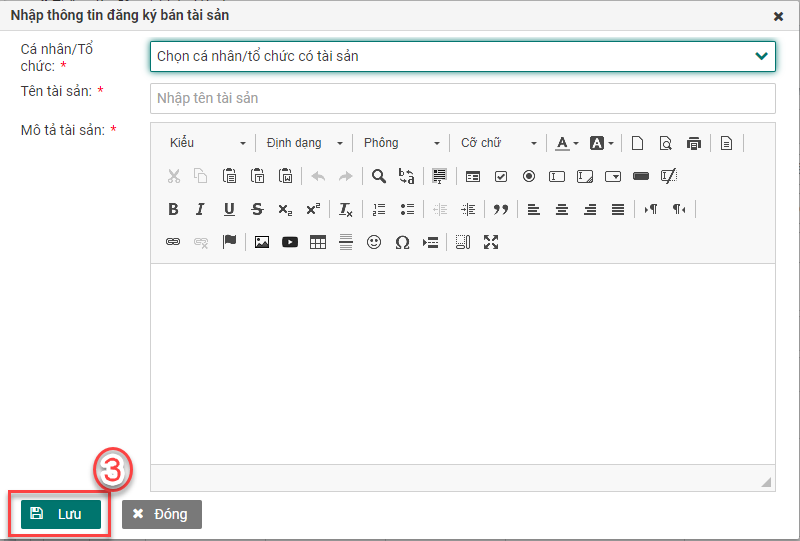 Nhập thông tin đăng ký bán tài sản
Cá nhân/Tổ
chức: *
Chọn cá nhân/tổ chức có tài sản
Tên tài sản: *
Nhập tên tài sản
Mô tả tài sản: *
Kiểu Định dạng Phông Cỡ chữ
3
Lưu Đóng